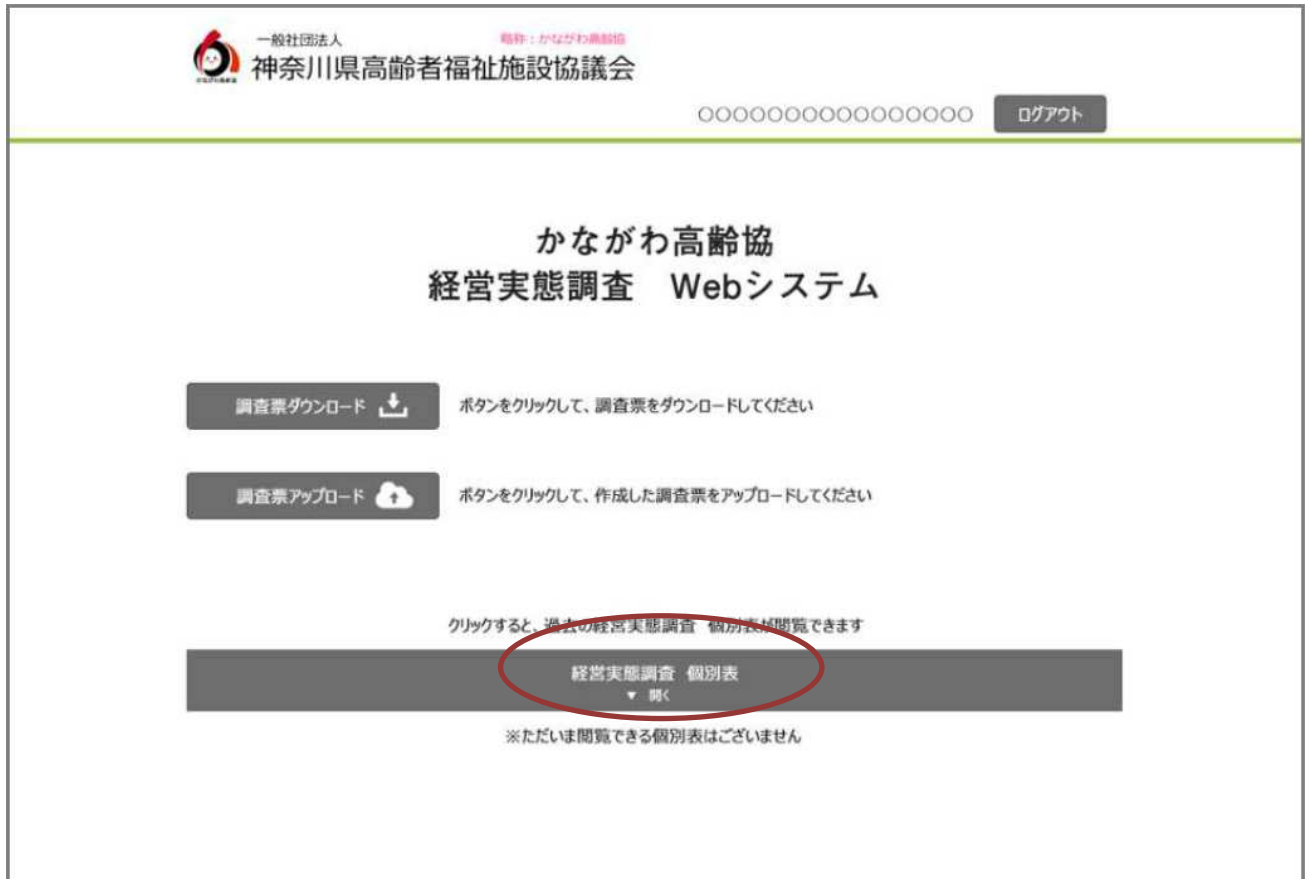 一般社団法人
略称：かながわ高齢協
神奈川県高齢者福祉施設協議会
かながわ高齢協
○○○○○○○○○○○○○○○○○
ログアウト
かながわ高齢協
経営実態調査　Webシステム
調査票ダウンロード
ボタンをクリックして、調査票をダウンロードしてください
調査票アップロード
ボタンをクリックして、作成した調査票をアップロードしてください
クリックすると、過去の経営実態調査 個別表が閲覧できます
経営実態調査 個別表
▼ 開く
※ただいま閲覧できる個別表はございません